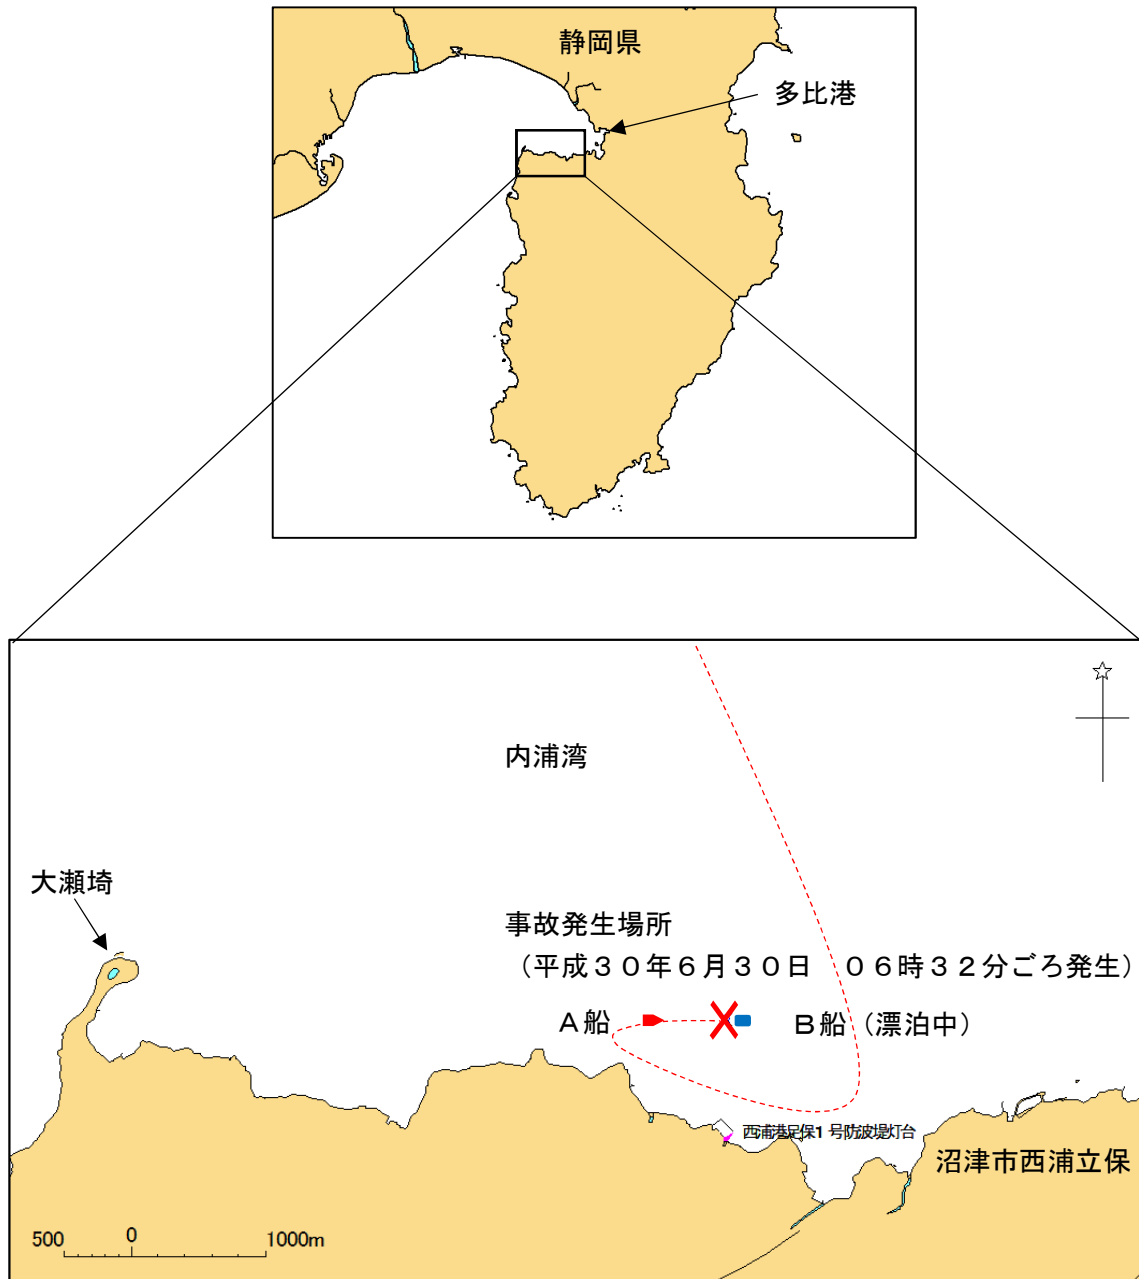 静岡県
多比港
内浦湾
大瀬埼
事故発生場所
（平成３０年６月３０日　０６時３２分ごろ発生）
Ａ船
Ｂ船（漂泊中）
西浦港足保1 号防波堤灯台
沼津市西浦立保
500 0 1000m